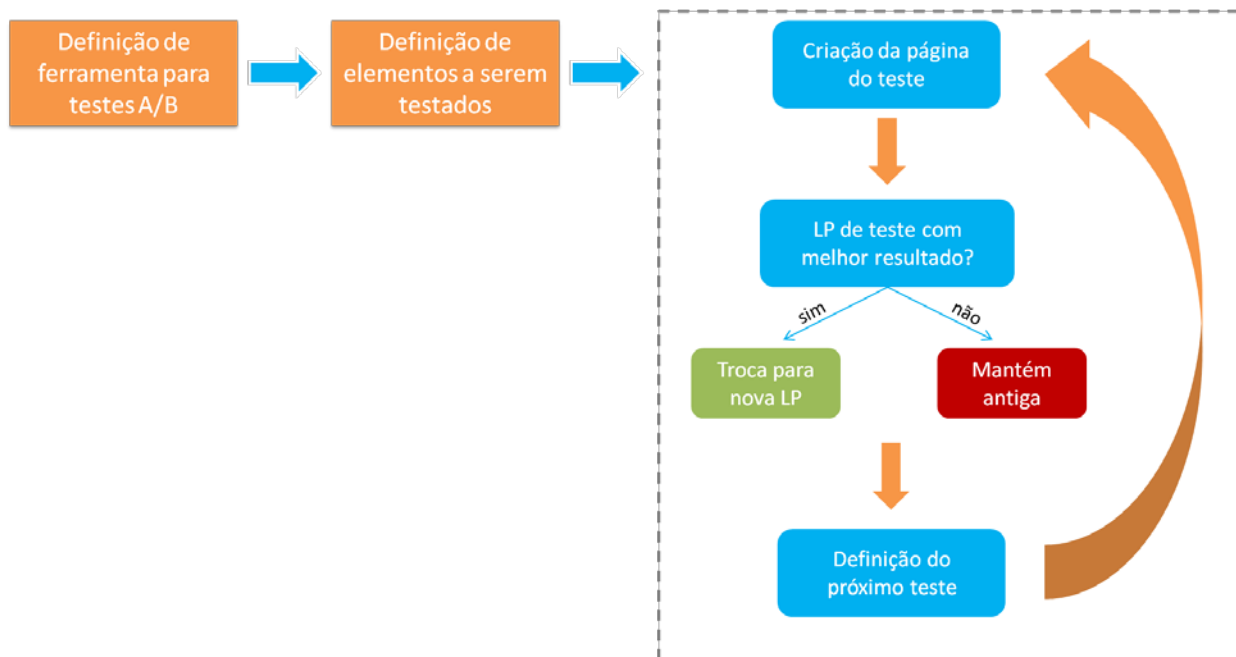 Definição de
ferramenta para
testes A/B
Definição de
elementos a serem
testados
Criação da página
do teste
LP de teste com
melhor resultado?
sim
não
Troca para
nova LP
Mantém
antiga
Definição do
próximo teste